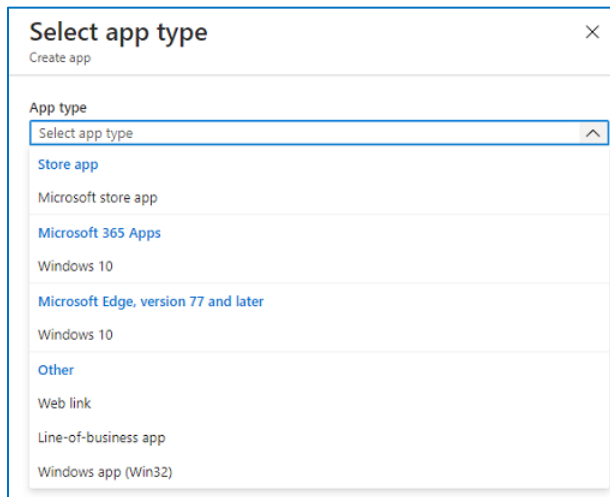 Select app type
Create app
App type
Select app type
Store app
Microsoft store app
Microsoft 365 Apps
Windows 10
Microsoft Edge, version 77 and later
Windows 10
Other
Web link
Line-of-business app
Windows app (Win32)